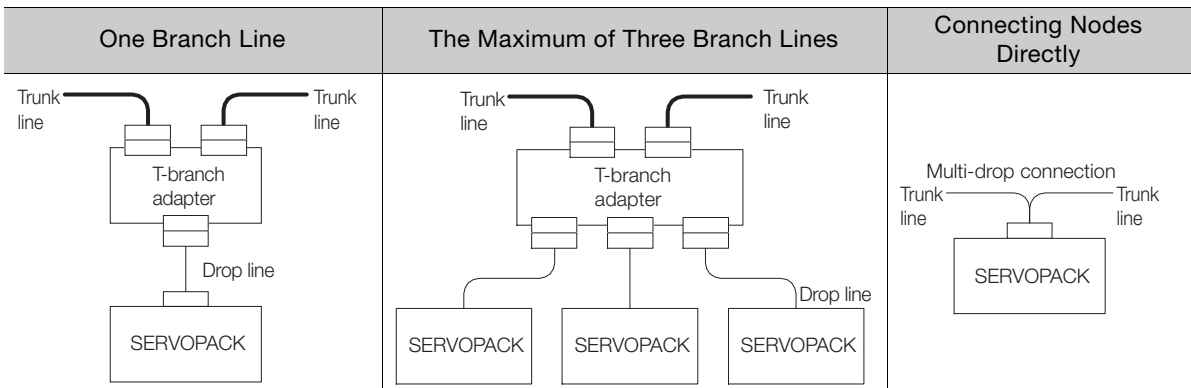 One Branch Line
The Maximum of Three Branch Lines
Connecting Nodes
Directly
Trunk
line
Trunk
line
T-branch
adapter
Drop line
SERVOPACK
Trunk
line
Trunk
line
T-branch
adapter
Drop line
SERVOPACK
SERVOPACK
SERVOPACK
Multi-drop connection
Trunk
line
Trunk
line
SERVOPACK